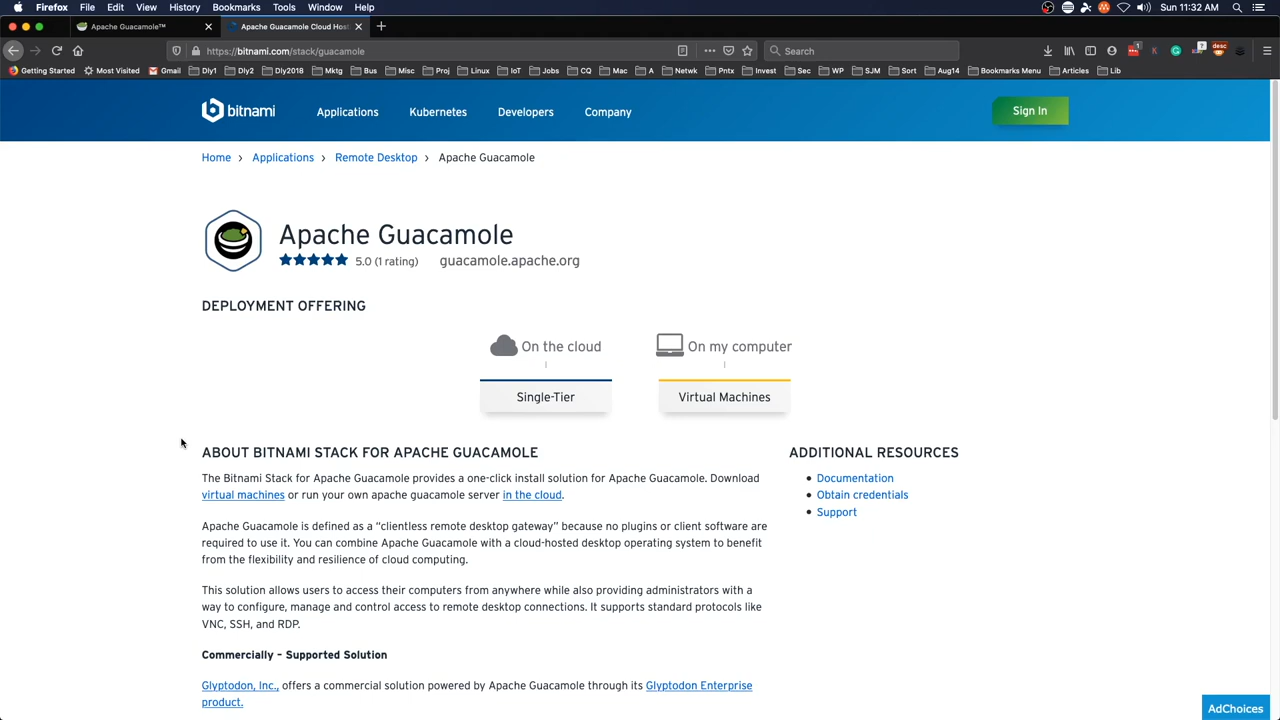 Firefox File Edit View History Bookmarks Tools Window Help Sun 11:32 AM
Apache Guacamole™ Apache Guacamole Cloud Hos
https://bitnami.com/stack/guacamole Search
Getting Started Most Visited Gmail Dly1 Dly2 Dly2018 Mktg Bus Misc Proj Linux IoT Jobs CQ Mac A Netwk Pntx Invest Sec WP SJM Sort Aug14 Bookmarks Menu Articles Lib
bitnami Applications Kubernetes Developers Company Sign In
Home › Applications › Remote Desktop › Apache Guacamole
Apache Guacamole
5.0 (1 rating) guacamole.apache.org
DEPLOYMENT OFFERING
On the cloud On my computer
Single-Tier Virtual Machines
ABOUT BITNAMI STACK FOR APACHE GUACAMOLE
The Bitnami Stack for Apache Guacamole provides a one-click install solution for Apache Guacamole. Download
virtual machines or run your own apache guacamole server in the cloud.
Apache Guacamole is defined as a “clientless remote desktop gateway” because no plugins or client software are
required to use it. You can combine Apache Guacamole with a cloud-hosted desktop operating system to benefit
from the flexibility and resilience of cloud computing.
This solution allows users to access their computers from anywhere while also providing administrators with a
way to configure, manage and control access to remote desktop connections. It supports standard protocols like
VNC, SSH, and RDP.
Commercially – Supported Solution
Glyptodon, Inc., offers a commercial solution powered by Apache Guacamole through its Glyptodon Enterprise
product.
ADDITIONAL RESOURCES
Documentation
Obtain credentials
Support
AdChoices